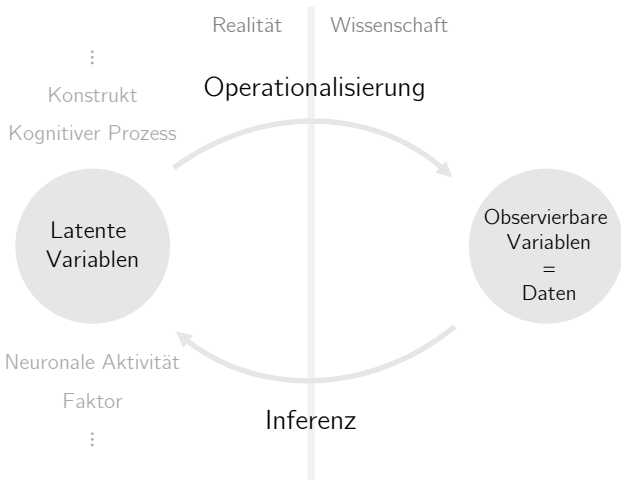 Realität
Wissenschaft
⋮
Konstrukt
Kognitiver Prozess
Operationalisierung
Latente
Variablen
Observierbare
Variablen
=
Daten
Neuronale Aktivität
Faktor
⋮
Inferenz